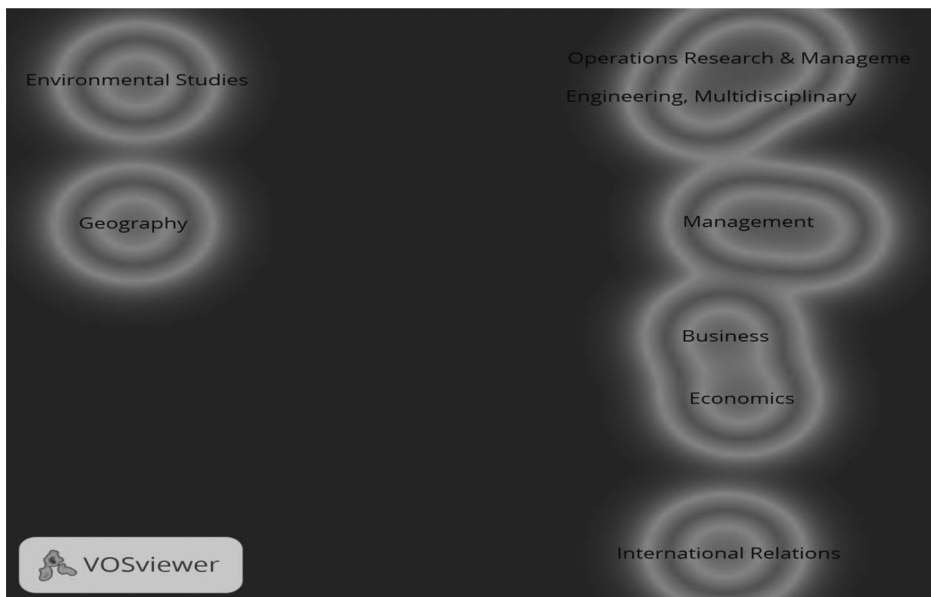 Environmental Studies
Operations Research & Manageme
Engineering, Multidisciplinary
Geography
Management
Business
Economics
International Relations
VOSviewer